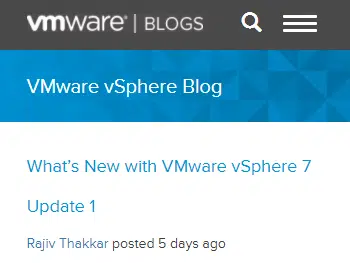 vmware® | BLOGS
VMware vSphere Blog
What's New with VMware vSphere 7
Update 1
Rajiv Thakkar posted 5 days ago